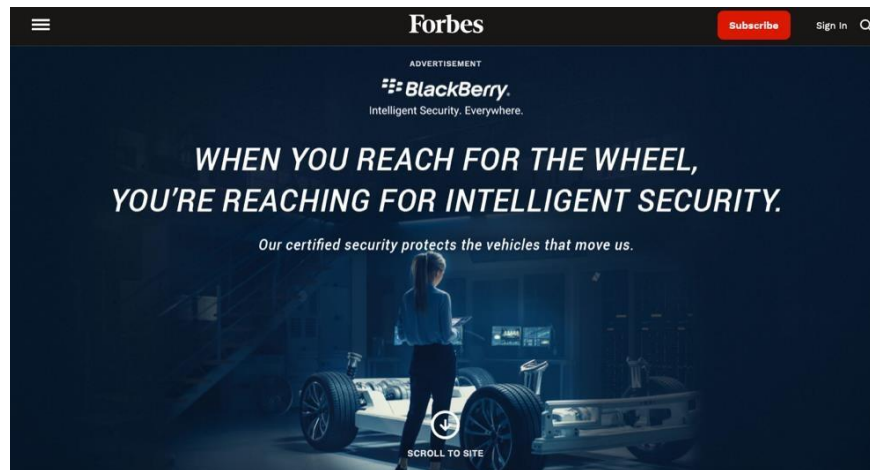 Forbes
Subscribe
Sign In
ADVERTISEMENT
BlackBerry.
Intelligent Security. Everywhere.
WHEN YOU REACH FOR THE WHEEL,
YOU'RE REACHING FOR INTELLIGENT SECURITY.
Our certified security protects the vehicles that move us.
SCROLL TO SITE